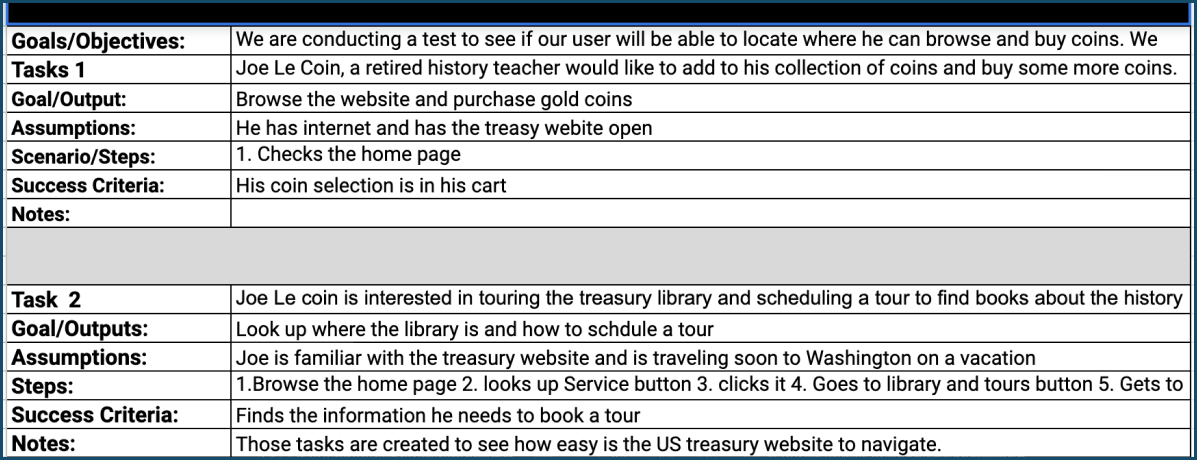 Goals/Objectives: We are conducting a test to see if our user will be able to locate where he can browse and buy coins. We
Tasks 1 Joe Le Coin, a retired history teacher would like to add to his collection of coins and buy some more coins.
Goal/Output: Browse the website and purchase gold coins
Assumptions: He has internet and has the treasy webite open
Scenario/Steps: 1. Checks the home page
Success Criteria: His coin selection is in his cart
Notes:
Task 2 Joe Le coin is interested in touring the treasury library and scheduling a tour to find books about the history
Goal/Outputs: Look up where the library is and how to schdule a tour
Assumptions: Joe is familiar with the treasury website and is traveling soon to Washington on a vacation
Steps: 1.Browse the home page 2. looks up Service button 3. clicks it 4. Goes to library and tours button 5. Gets to
Success Criteria: Finds the information he needs to book a tour
Notes: Those tasks are created to see how easy is the US treasury website to navigate.